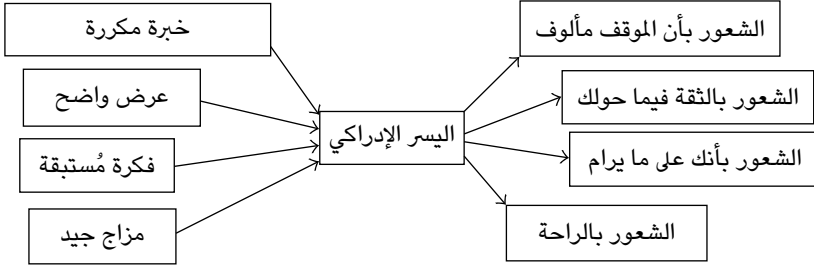 خبرة مكررة
عرض واضح
فكرة مُستبقة
مزاج جيد
اليسر الإدراكي
الشعور بأن الموقف مألوف
الشعور بالثقة فيما حولك
الشعور بأنك على ما يرام
الشعور بالراحة